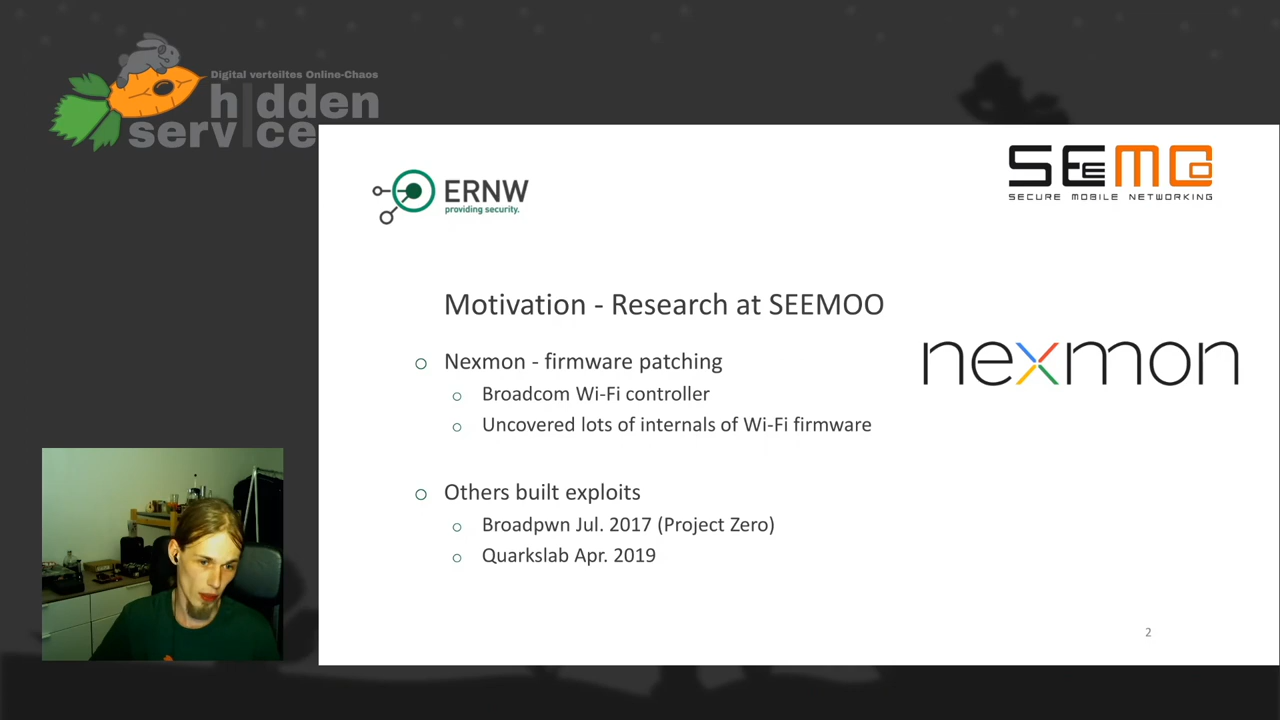 Digital verteiltes Online-Chaos
hidden
service
ERNW
providing security.
SEEMOO
SECURE MOBILE NETWORKING
Motivation - Research at SEEMOO
nexmon
Nexmon - firmware patching
Broadcom Wi-Fi controller
Uncovered lots of internals of Wi-Fi firmware
Others built exploits
Broadpwn Jul. 2017 (Project Zero)
Quarkslab Apr. 2019
2